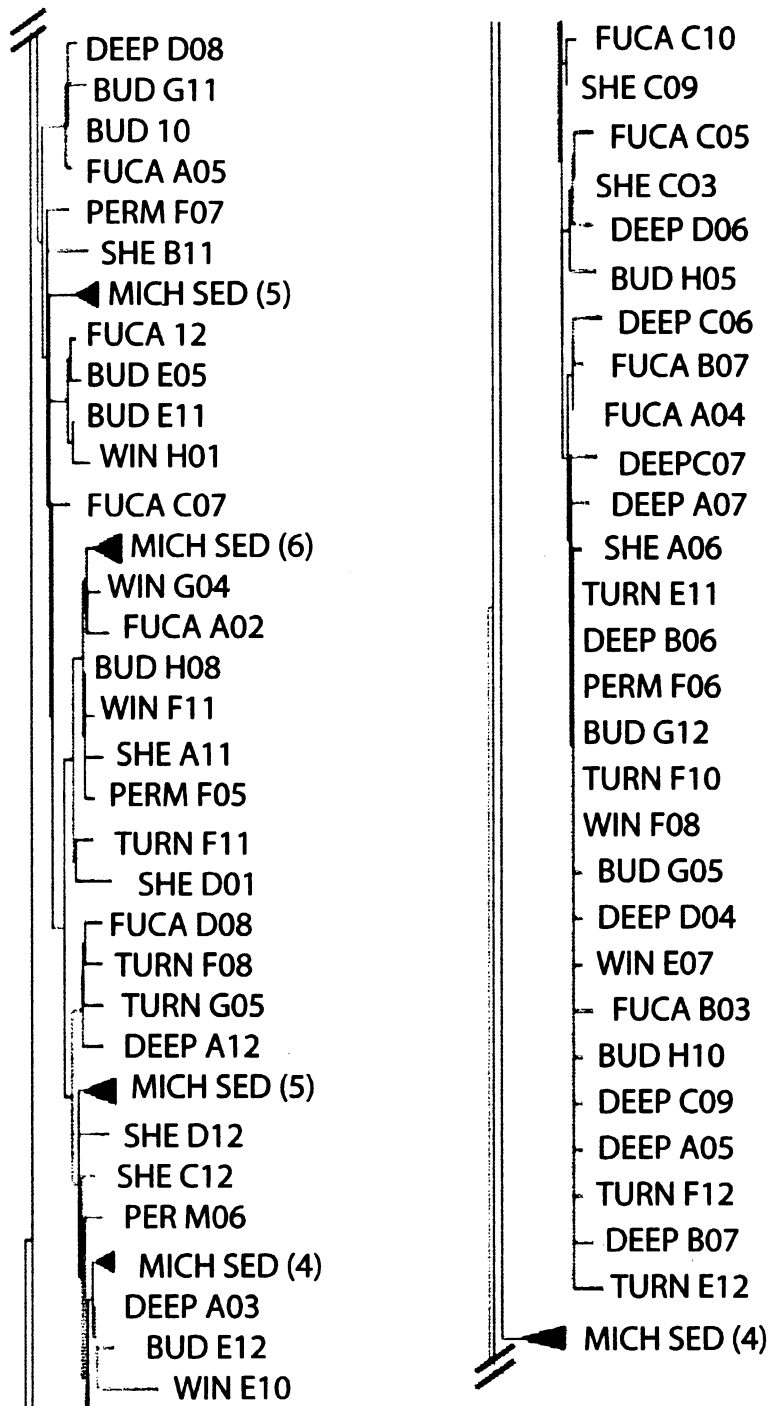 DEEP D08
BUD G11
BUD 10
FUCA A05
PERM F07
SHE B11
MICH SED (5)
FUCA 12
BUD E05
BUD E11
WIN H01
FUCA C07
MICH SED (6)
WIN G04
FUCA A02
BUD H08
WIN F11
SHE A11
PERM F05
TURN F11
SHE D01
FUCA D08
TURN F08
TURN G05
DEEP A12
MICH SED (5)
SHE D12
SHE C12
PER M06
MICH SED (4)
DEEP A03
BUD E12
WIN E10
FUCA C10
SHE C09
FUCA C05
SHE CO3
DEEP D06
BUD H05
DEEP C06
FUCA B07
FUCA A04
DEEPC07
DEEP A07
SHE A06
TURN E11
DEEP B06
PERM F06
BUD G12
TURN F10
WIN F08
BUD G05
DEEP D04
WIN E07
FUCA B03
BUD H10
DEEP C09
DEEP A05
TURN F12
DEEP B07
TURN E12
MICH SED (4)